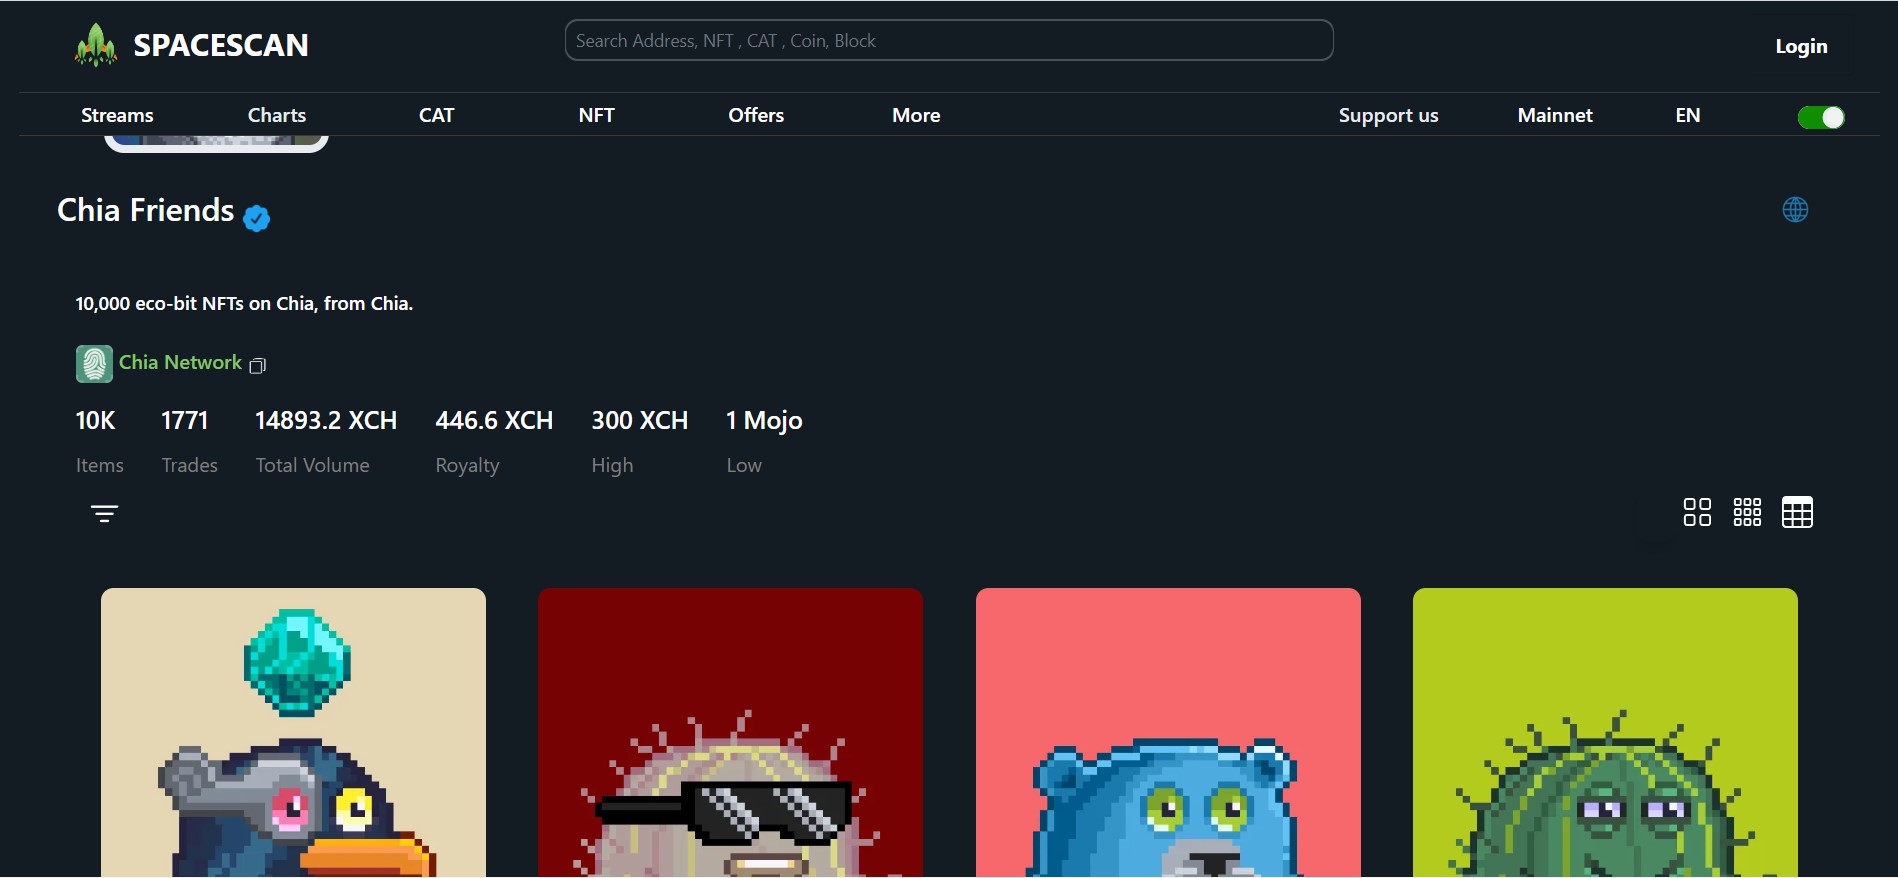 SPACESCAN
Search Address, NFT , CAT , Coin, Block
Login
Streams Charts CAT NFT Offers More Support us Mainnet EN
Chia Friends
10,000 eco-bit NFTs on Chia, from Chia.
Chia Network
10K 1771 14893.2 XCH 446.6 XCH 300 XCH 1 Mojo
Items Trades Total Volume Royalty High Low